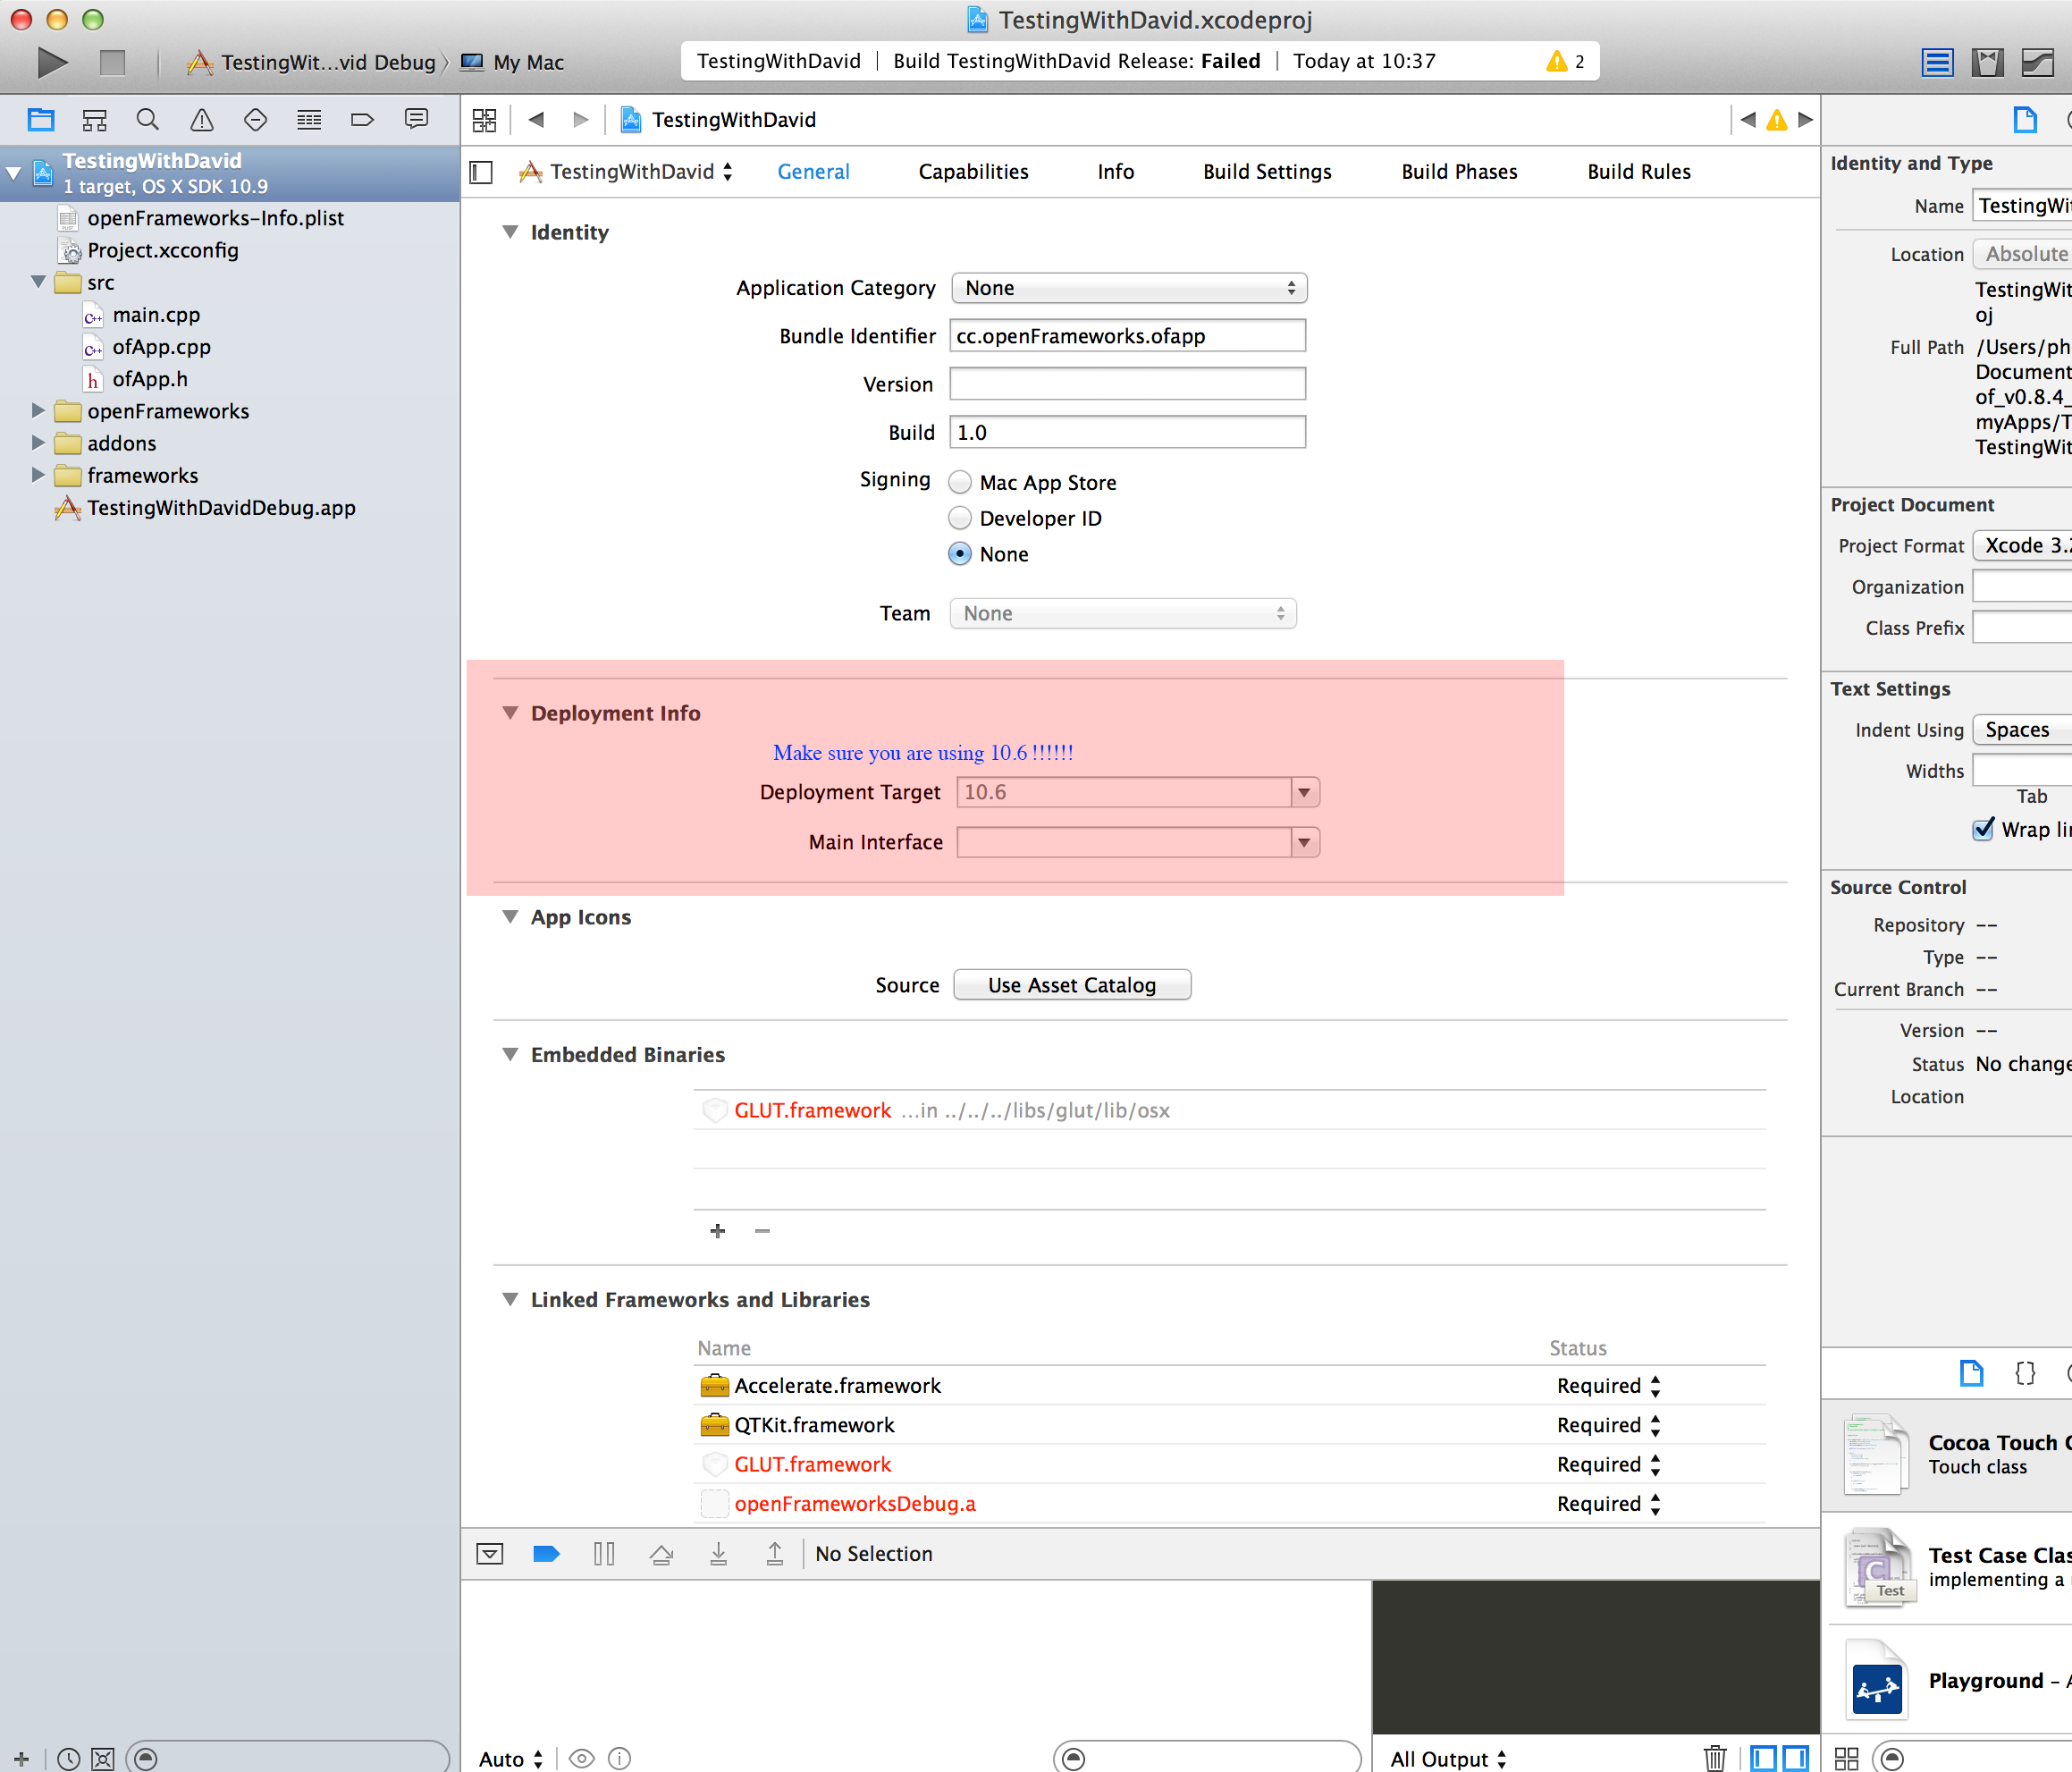 TestingWithDavid.xcodeproj
TestingWit...vid Debug My Mac
TestingWithDavid | Build TestingWithDavid Release: Failed | Today at 10:37 2
TestingWithDavid
1 target, OS X SDK 10.9
openFrameworks-Info.plist
Project.xcconfig
src
main.cpp
ofApp.cpp
ofApp.h
openFrameworks
addons
frameworks
TestingWithDavidDebug.app
TestingWithDavid
TestingWithDavid General Capabilities Info Build Settings Build Phases Build Rules
Identity
Application Category None
Bundle Identifier cc.openFrameworks.ofapp
Version
Build 1.0
Signing Mac App Store
Developer ID
None
Team None
Deployment Info
Make sure you are using 10.6 !!!!!!
Deployment Target 10.6
Main Interface
App Icons
Source Use Asset Catalog
Embedded Binaries
GLUT.framework ...in ../../../libs/glut/lib/osx
+ −
Linked Frameworks and Libraries
Name Status
Accelerate.framework Required
QTKit.framework Required
GLUT.framework Required
openFrameworksDebug.a Required
No Selection
Auto
All Output
Identity and Type
Name TestingWi
Location Absolute
TestingWit
oj
Full Path /Users/ph
Document
of_v0.8.4_
myApps/T
TestingWit
Project Document
Project Format Xcode 3.2
Organization
Class Prefix
Text Settings
Indent Using Spaces
Widths
Tab
Wrap li
Source Control
Repository --
Type --
Current Branch --
Version --
Status No change
Location
{}
Cocoa Touch C
Touch class
Test Case Clas
implementing a
Test
Playground – A